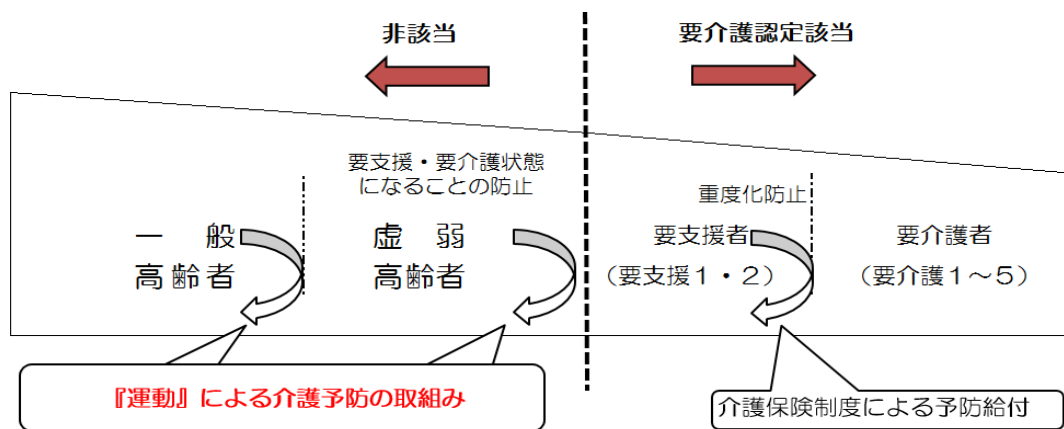 非該当
要介護認定該当
要支援・要介護状態
になることの防止
重度化防止
一　般
高齢者
虚　弱
高齢者
要支援者
（要支援１・２）
要介護者
（要介護１～５）
『運動』による介護予防の取組み
介護保険制度による予防給付